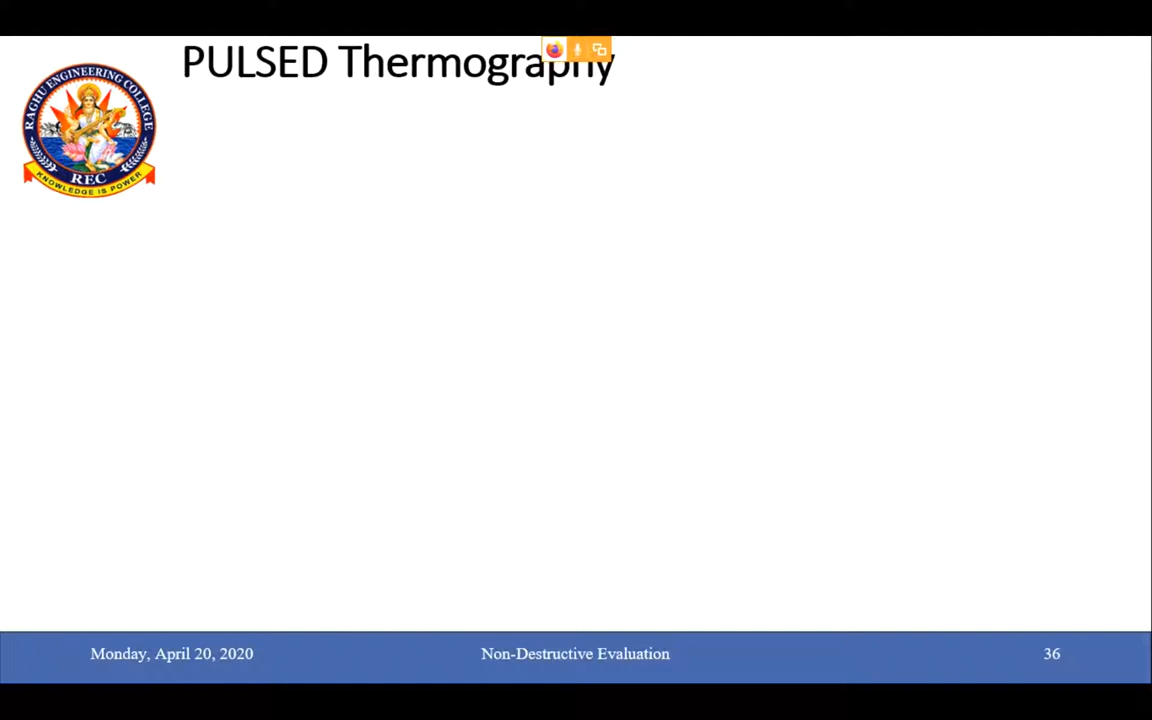 PULSED Thermography
RAGHU ENGINEERING COLLEGE
REC
KNOWLEDGE IS POWER
Monday, April 20, 2020
Non-Destructive Evaluation
36